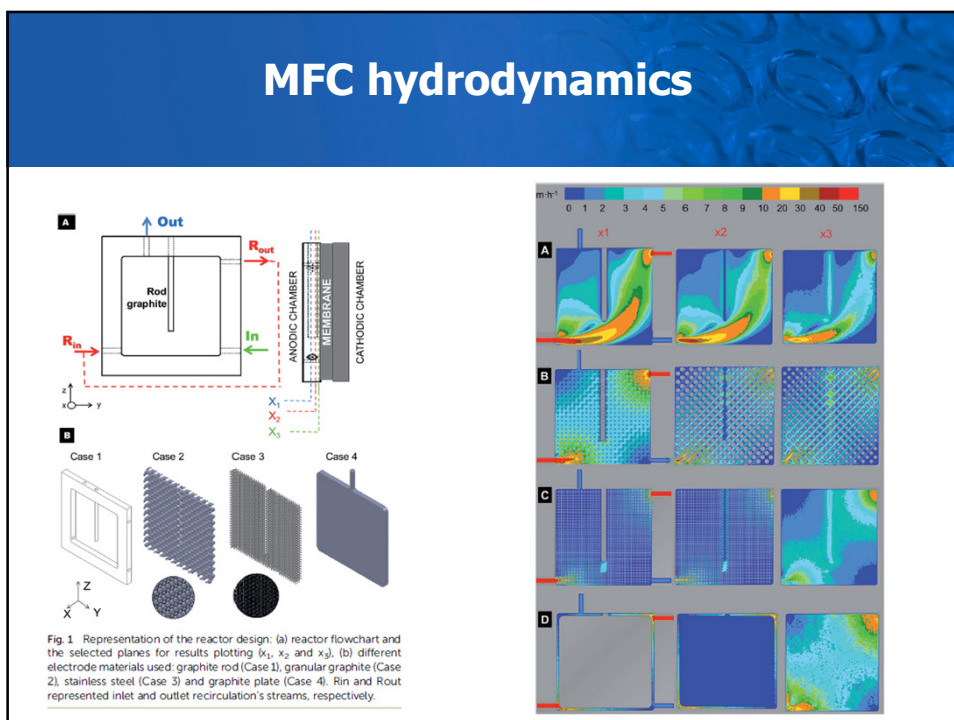 MFC hydrodynamics
A
Out
Rout
Rod
graphite
Rin
In
z
x
y
ANODIC CHAMBER
MEMBRANE
CATHODIC CHAMBER
X1
X2
X3
B
Case 1
Case 2
Case 3
Case 4
Z
X
Y
Fig. 1 Representation of the reactor design: (a) reactor flowchart and
the selected planes for results plotting (x1, x2 and x3), (b) different
electrode materials used: graphite rod (Case 1), granular graphite (Case
2), stainless steel (Case 3) and graphite plate (Case 4). Rin and Rout
represented inlet and outlet recirculation's streams, respectively.
m·h⁻¹
0 1 2 3 4 5 6 7 8 9 10 20 30 40 50 150
x1 x2 x3
A
B
C
D